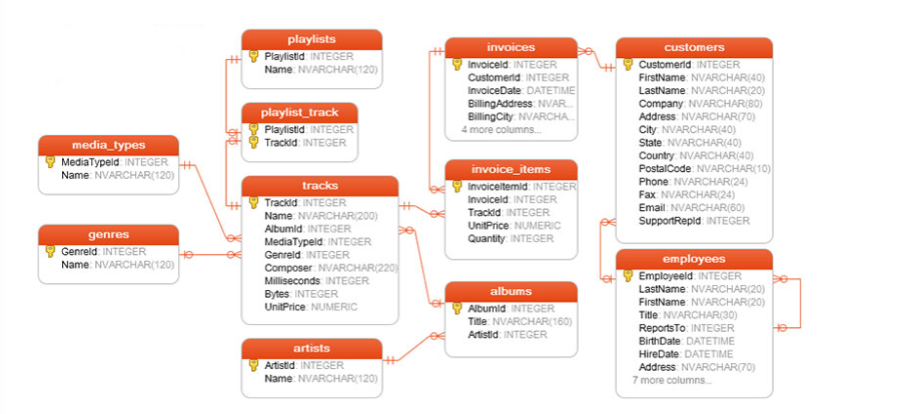 playlists
PlaylistId: INTEGER
Name: NVARCHAR(120)
playlist_track
PlaylistId: INTEGER
TrackId: INTEGER
media_types
MediaTypeId: INTEGER
Name: NVARCHAR(120)
genres
GenreId: INTEGER
Name: NVARCHAR(120)
tracks
TrackId: INTEGER
Name: NVARCHAR(200)
AlbumId: INTEGER
MediaTypeId: INTEGER
GenreId: INTEGER
Composer: NVARCHAR(220)
Milliseconds: INTEGER
Bytes: INTEGER
UnitPrice: NUMERIC
artists
ArtistId: INTEGER
Name: NVARCHAR(120)
invoices
InvoiceId: INTEGER
CustomerId: INTEGER
InvoiceDate: DATETIME
BillingAddress: NVAR...
BillingCity: NVARCHA...
4 more columns...
invoice_items
InvoiceItemId: INTEGER
InvoiceId: INTEGER
TrackId: INTEGER
UnitPrice: NUMERIC
Quantity: INTEGER
albums
AlbumId: INTEGER
Title: NVARCHAR(160)
ArtistId: INTEGER
customers
CustomerId: INTEGER
FirstName: NVARCHAR(40)
LastName: NVARCHAR(20)
Company: NVARCHAR(80)
Address: NVARCHAR(70)
City: NVARCHAR(40)
State: NVARCHAR(40)
Country: NVARCHAR(40)
PostalCode: NVARCHAR(10)
Phone: NVARCHAR(24)
Fax: NVARCHAR(24)
Email: NVARCHAR(60)
SupportRepId: INTEGER
employees
EmployeeId: INTEGER
LastName: NVARCHAR(20)
FirstName: NVARCHAR(20)
Title: NVARCHAR(30)
ReportsTo: INTEGER
BirthDate: DATETIME
HireDate: DATETIME
Address: NVARCHAR(70)
7 more columns...